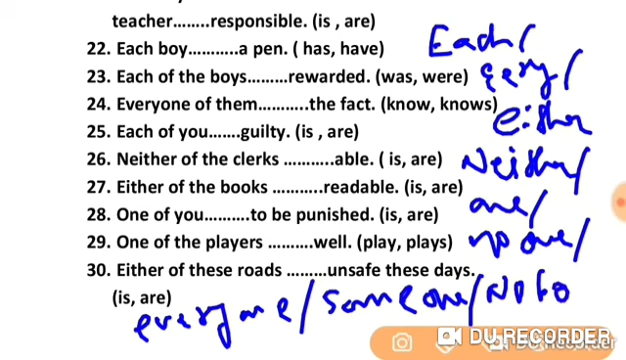 teacher........responsible. (is , are)
22. Each boy...........a pen. ( has, have)
23. Each of the boys.........rewarded. (was, were)
24. Everyone of them...........the fact. (know, knows)
25. Each of you.......guilty. (is , are)
26. Neither of the clerks ...........able. ( is, are)
27. Either of the books ...........readable. (is, are)
28. One of you..........to be punished. (is, are)
29. One of the players ..........well. (play, plays)
30. Either of these roads .........unsafe these days.
(is, are)
Each/
every/
either
Neither/
one/
no one/
everyone/someone/
DU RECORDER